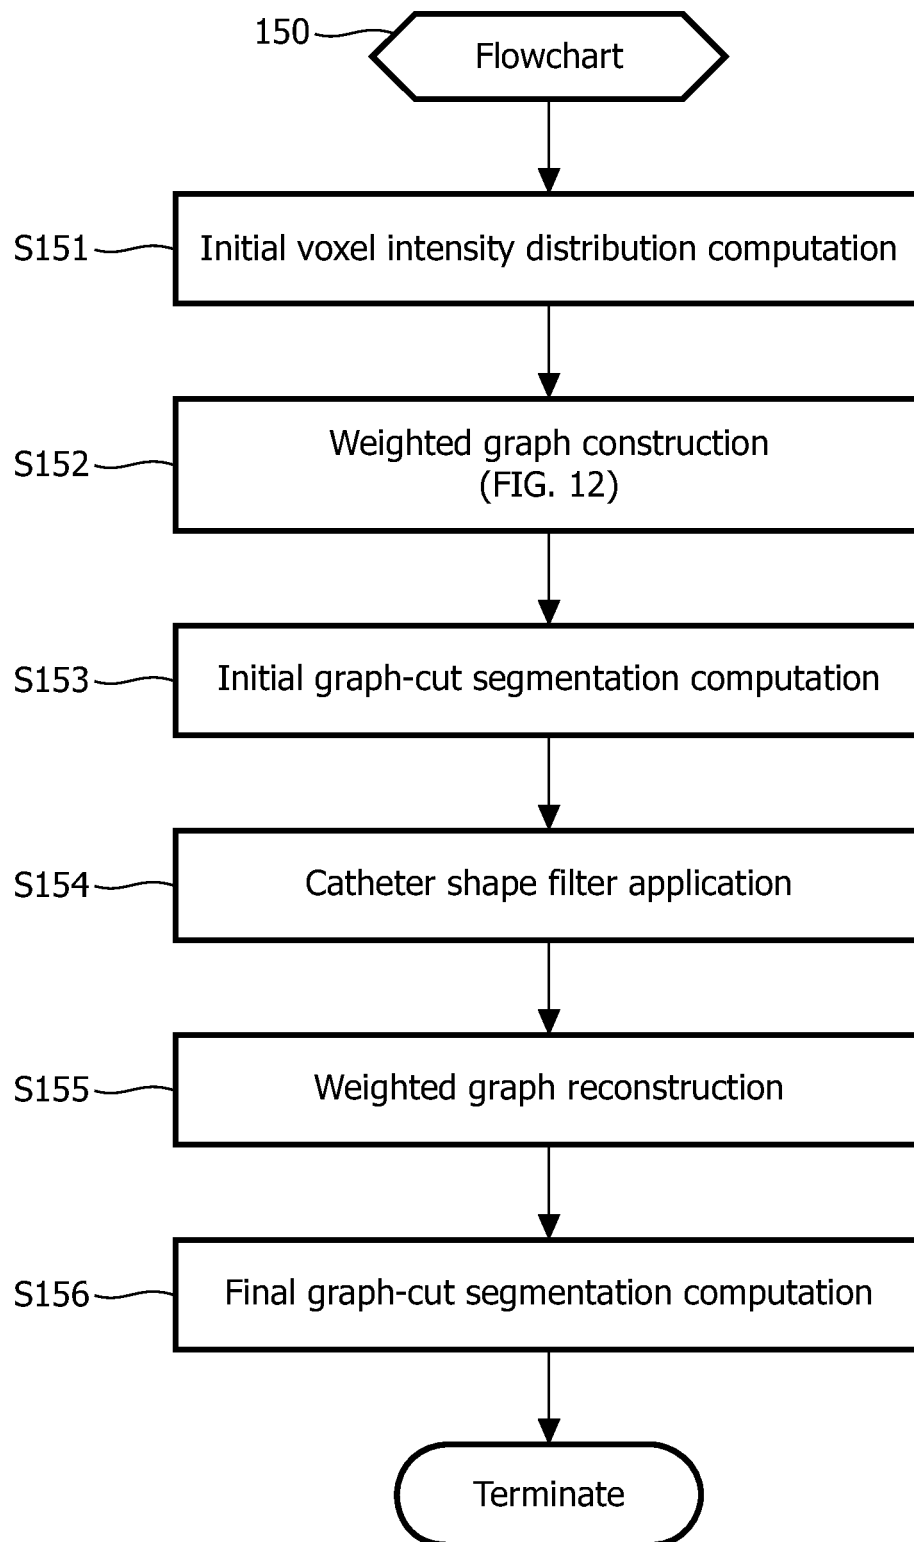 150
Flowchart
S151
Initial voxel intensity distribution computation
S152
Weighted graph construction
(FIG. 12)
S153
Initial graph-cut segmentation computation
S154
Catheter shape filter application
S155
Weighted graph reconstruction
S156
Final graph-cut segmentation computation
Terminate